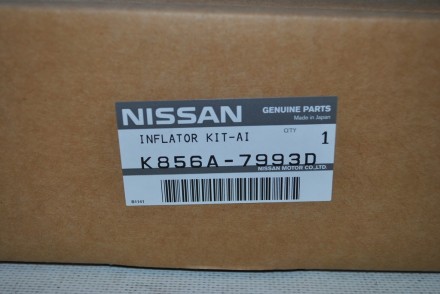 NISSAN
GENUINE PARTS
Made in Japan
INFLATOR KIT-AI QTY 1
K856A-7993D
NISSAN MOTOR CO.,LTD.